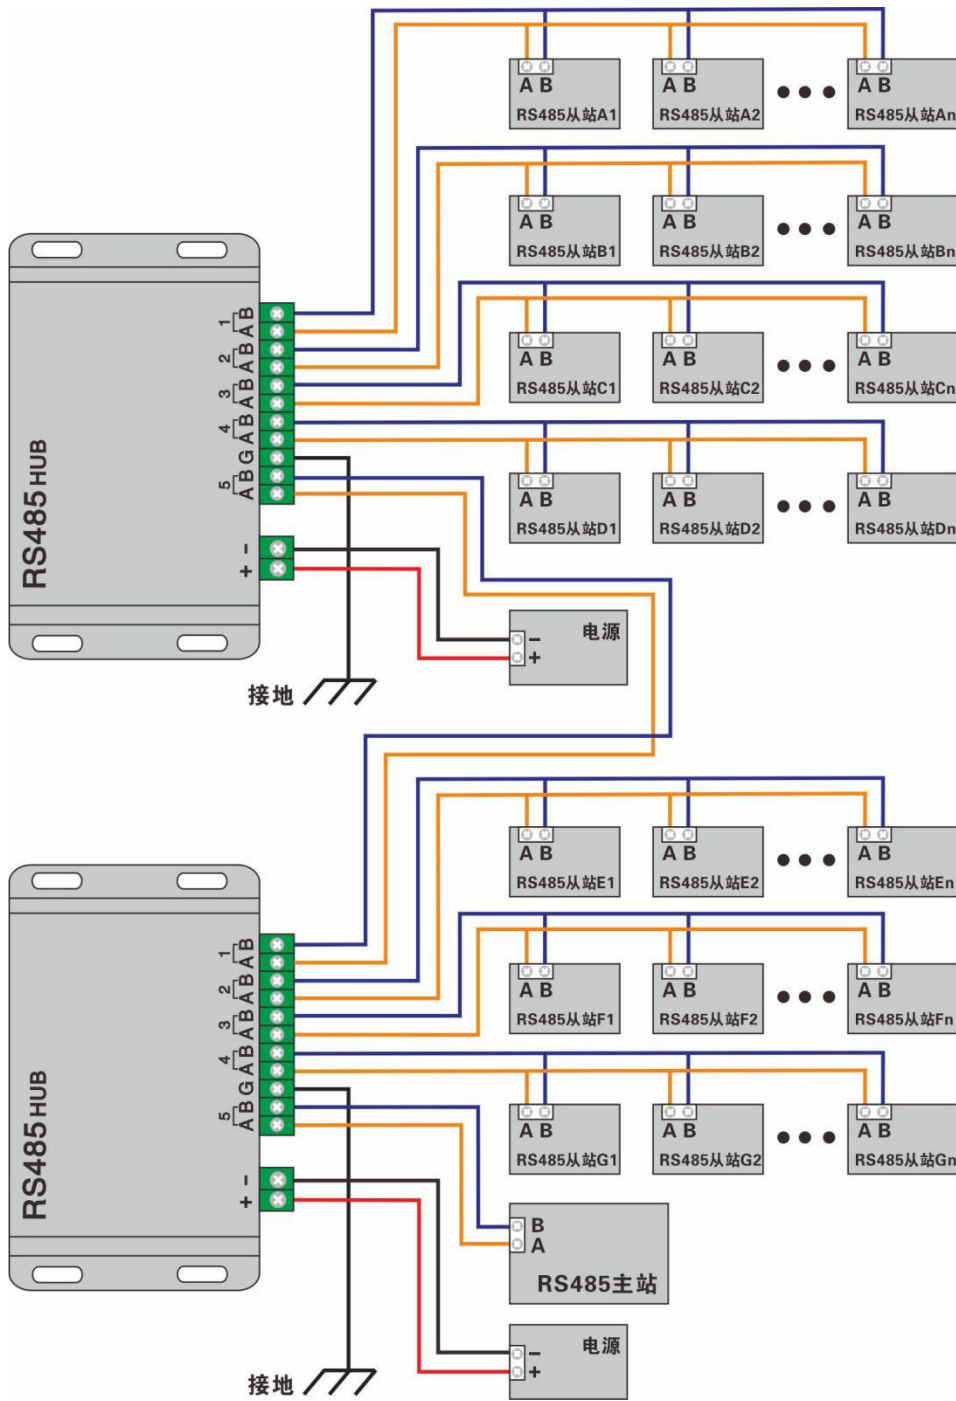 A B A B A B
RS485从站A1 RS485从站A2 RS485从站An
A B A B A B
RS485从站B1 RS485从站B2 RS485从站Bn
A B A B A B
RS485从站C1 RS485从站C2 RS485从站Cn
A B A B A B
RS485从站D1 RS485从站D2 RS485从站Dn
RS485 HUB
1 B
A
2 B
A
3 B
A
4 B
A
G
5 B
A
-
+
电源
-
+
接地
A B A B A B
RS485从站E1 RS485从站E2 RS485从站En
A B A B A B
RS485从站F1 RS485从站F2 RS485从站Fn
A B A B A B
RS485从站G1 RS485从站G2 RS485从站Gn
RS485 HUB
1 B
A
2 B
A
3 B
A
4 B
A
G
5 B
A
-
+
B
A
RS485主站
电源
-
+
接地